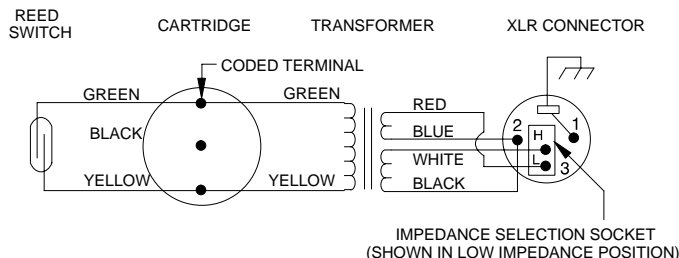 REED SWITCH
CARTRIDGE
TRANSFORMER
XLR CONNECTOR
CODED TERMINAL
GREEN
GREEN
RED
BLACK
BLUE
2
H
1
WHITE
L
3
YELLOW
YELLOW
BLACK
IMPEDANCE SELECTION SOCKET
(SHOWN IN LOW IMPEDANCE POSITION)